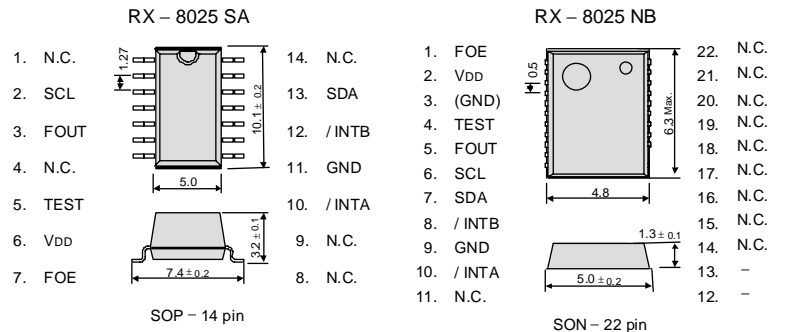 RX – 8025 SA
1. N.C.
2. SCL
3. FOUT
4. N.C.
5. TEST
6. VDD
7. FOE
1.27
10.1 ± 0.2
5.0
3.2 ± 0.1
7.4 ± 0.2
14. N.C.
13. SDA
12. / INTB
11. GND
10. / INTA
9. N.C.
8. N.C.
SOP – 14 pin
RX – 8025 NB
1. FOE
2. VDD
3. (GND)
4. TEST
5. FOUT
6. SCL
7. SDA
8. / INTB
9. GND
10. / INTA
11. N.C.
0.5
6.3 Max.
4.8
1.3 ± 0.1
5.0 ± 0.2
22. N.C.
21. N.C.
20. N.C.
19. N.C.
18. N.C.
17. N.C.
16. N.C.
15. N.C.
14. N.C.
13. –
12. –
SON – 22 pin